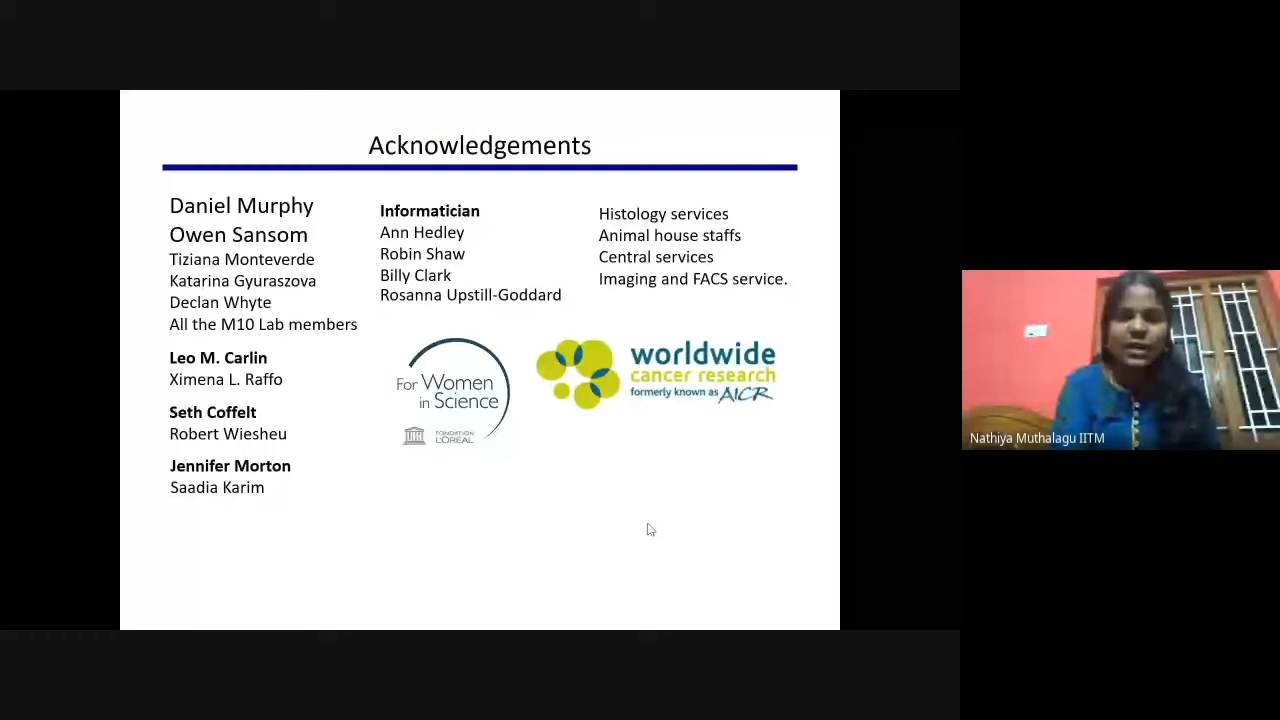 Acknowledgements
Daniel Murphy
Owen Sansom
Tiziana Monteverde
Katarina Gyuraszova
Declan Whyte
All the M10 Lab members
Leo M. Carlin
Ximena L. Raffo
Seth Coffelt
Robert Wiesheu
Jennifer Morton
Saadia Karim
Informatician
Ann Hedley
Robin Shaw
Billy Clark
Rosanna Upstill-Goddard
Histology services
Animal house staffs
Central services
Imaging and FACS service.
For Women
in Science
FONDATION
L'ORÉAL
worldwide
cancer research
formerly known as AICR
Nathiya Muthalagu IITM